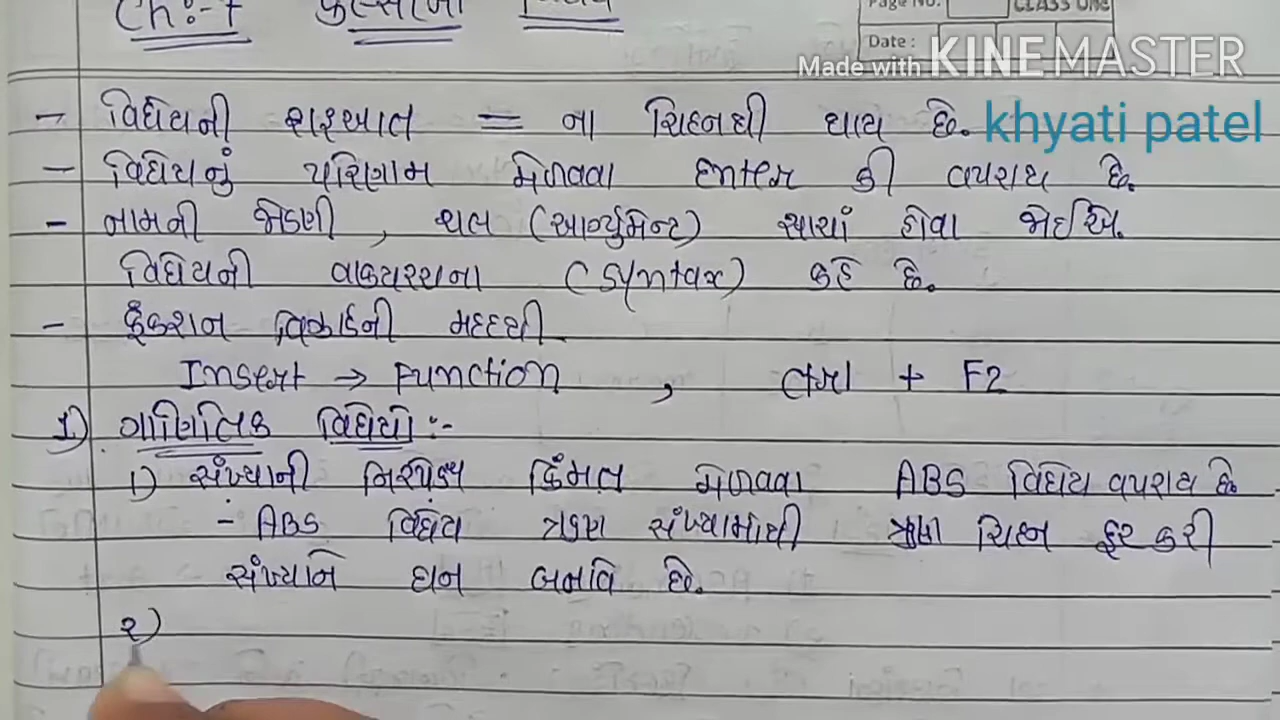 Ch:-7
Page No.
CLASS One
Date :
Made with KINEMASTER
khyati patel
- વિધેયની શરૂઆત = ના ચિહ્નથી થાય છે.
- વિધેયનું પરિણામ મેળવવા Enter કી વપરાય છે.
- નામની જોડણી , ચલ (આર્ગ્યુમેન્ટ) સાચાં હોવા જોઈએ.
વિધેયની વાક્યરચના (Syntax) કહે છે.
- ફંકશન વિઝાર્ડની મદદથી
Insert → Function , + F2
1) ગાણિતિક વિધેયો :-
1) સંખ્યાની નિરપેક્ષ કિંમત મેળવવા ABS વિધેય વપરાય છે.
- ABS વિધેય ઋણ સંખ્યામાંથી ઋણ ચિહ્ન દૂર કરી
સંખ્યાને ધન બનાવે છે.
૨)